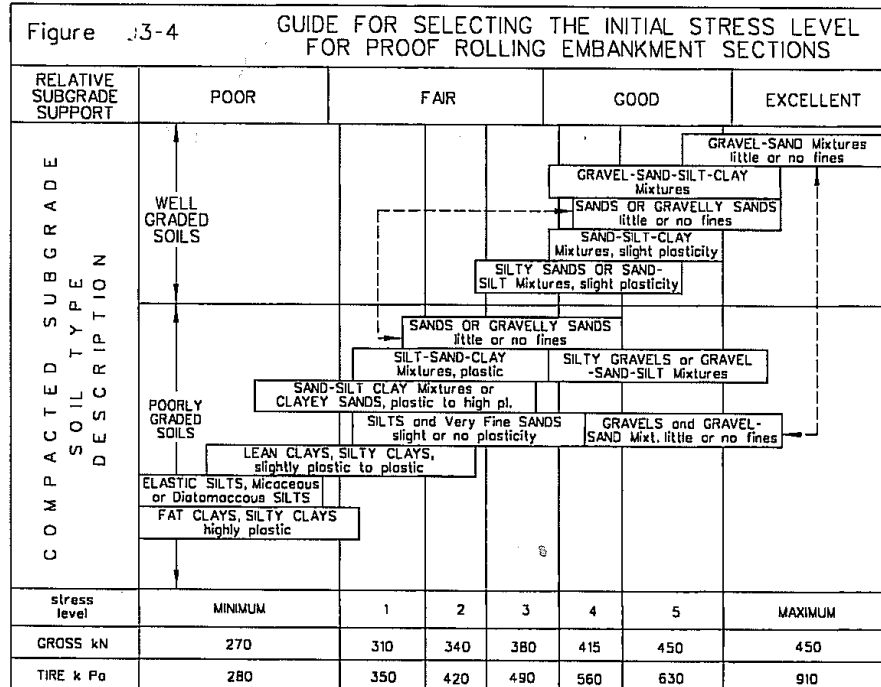 Figure 3-4
GUIDE FOR SELECTING THE INITIAL STRESS LEVEL
FOR PROOF ROLLING EMBANKMENT SECTIONS
RELATIVE
SUBGRADE
SUPPORT
POOR
FAIR
GOOD
EXCELLENT
COMPACTED SUBGRADE
SOIL TYPE
DESCRIPTION
WELL
GRADED
SOILS
GRAVEL-SAND Mixtures
little or no fines
GRAVEL-SAND-SILT-CLAY
Mixtures
SANDS OR GRAVELLY SANDS
little or no fines
SAND-SILT-CLAY
Mixtures, slight plasticity
SILTY SANDS OR SAND-
SILT Mixtures, slight plasticity
POORLY
GRADED
SOILS
SANDS OR GRAVELLY SANDS
little or no fines
SILT-SAND-CLAY
Mixtures, plastic
SILTY GRAVELS or GRAVEL
-SAND-SILT Mixtures
SAND-SILT CLAY Mixtures or
CLAYEY SANDS, plastic to high pl.
SILTS and Very Fine SANDS
slight or no plasticity
GRAVELS and GRAVEL-
SAND Mixt. little or no fines
LEAN CLAYS, SILTY CLAYS,
slightly plastic to plastic
ELASTIC SILTS, Micaceous
or Diatomaccous SILTS
FAT CLAYS, SILTY CLAYS
highly plastic
stress
level
MINIMUM 1 2 3 4 5 MAXIMUM
GROSS kN 270 310 340 380 415 450 450
TIRE k Pa 280 350 420 490 560 630 910